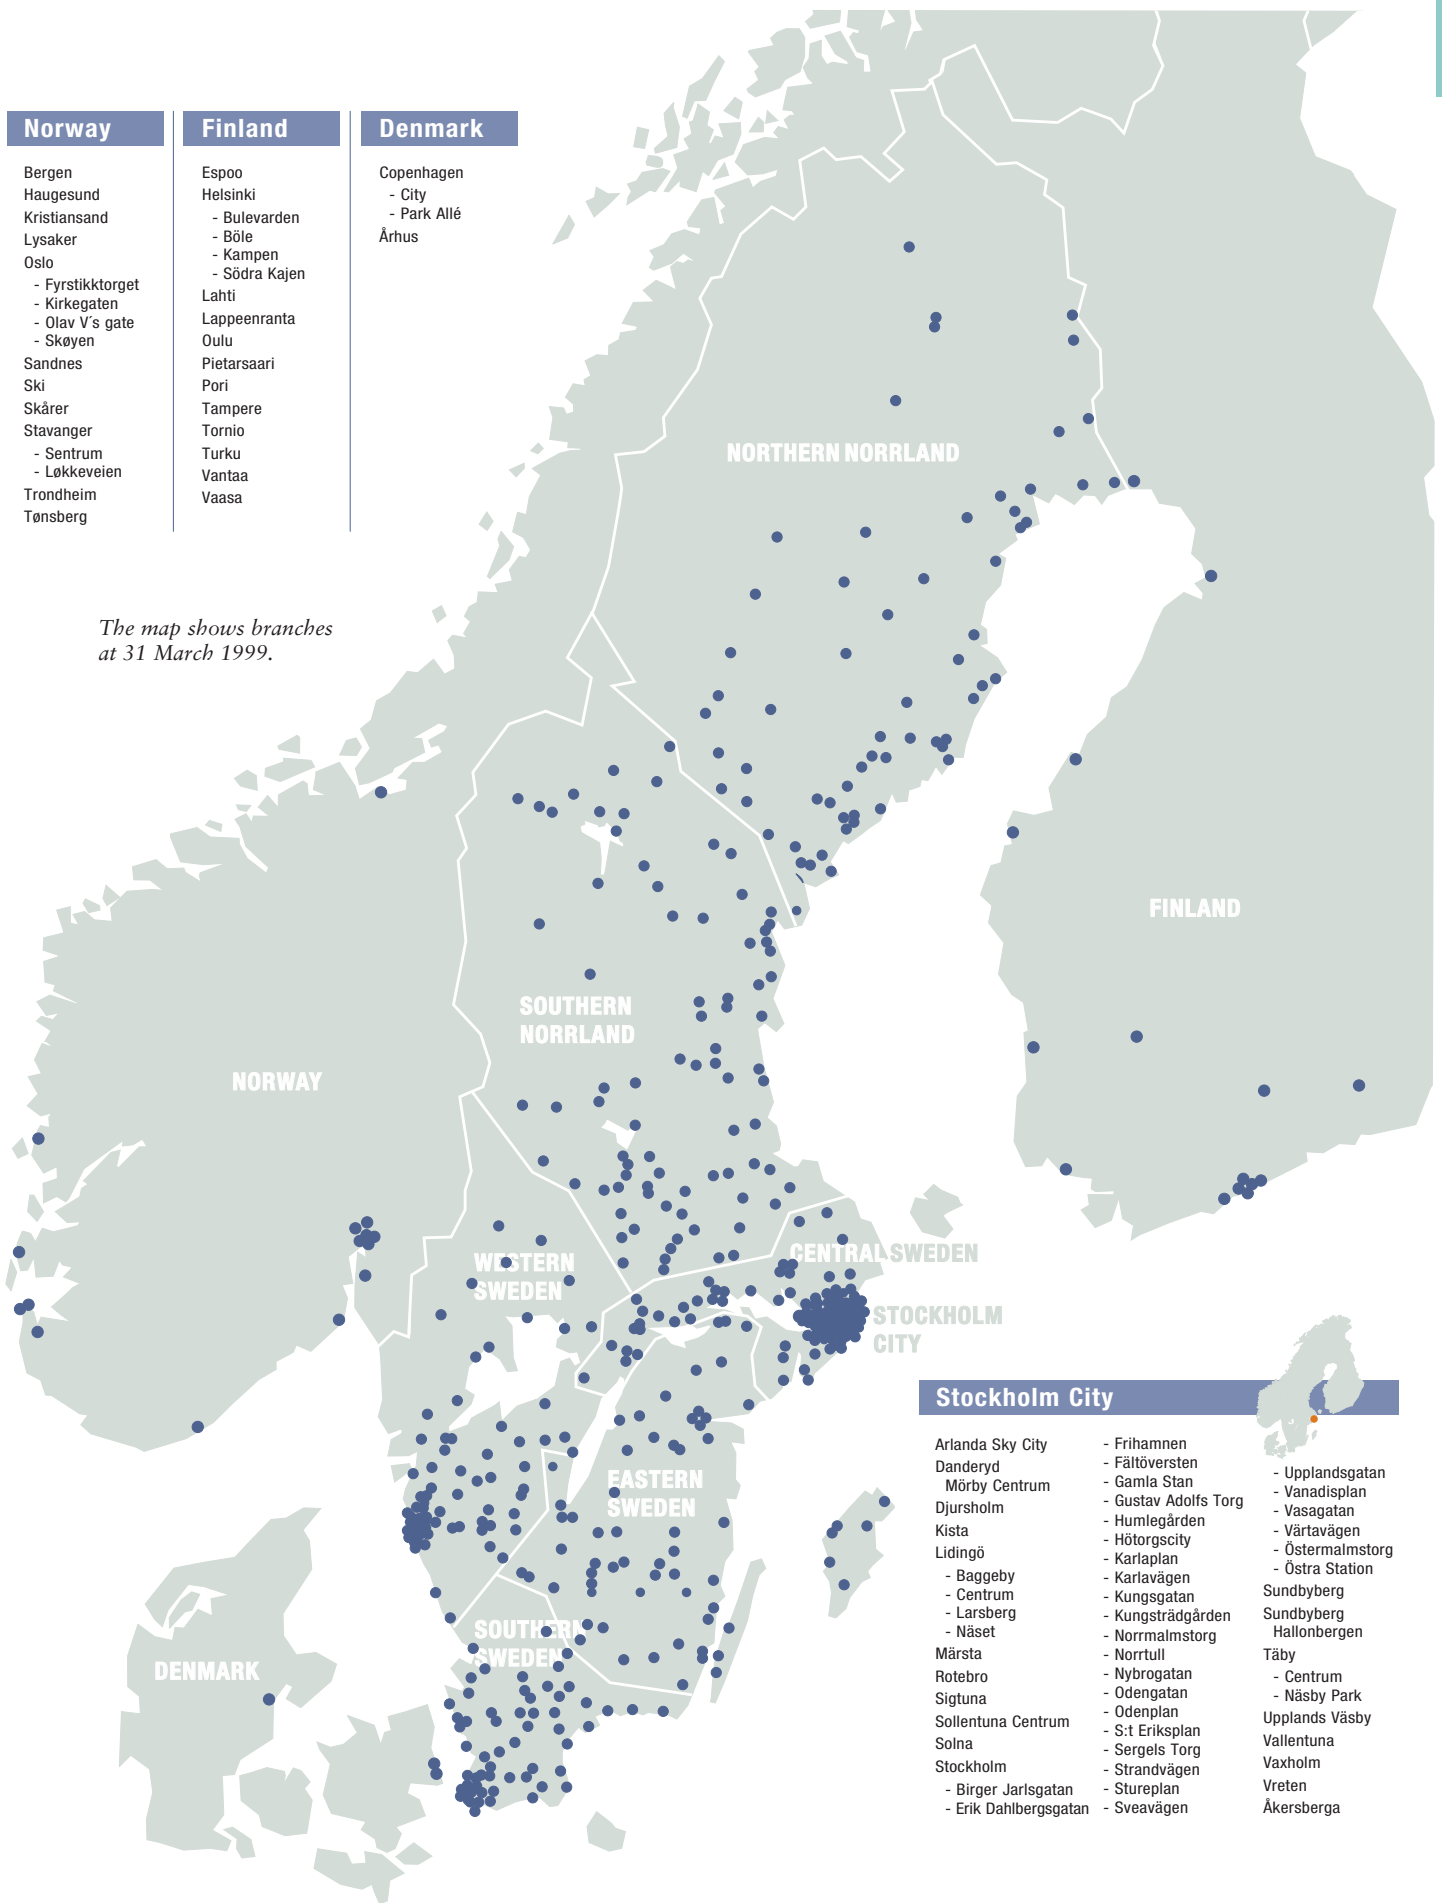 Norway
Bergen
Haugesund
Kristiansand
Lysaker
Oslo
- Fyrstikktorget
- Kirkegaten
- Olav V´s gate
- Skøyen
Sandnes
Ski
Skårer
Stavanger
- Sentrum
- Løkkeveien
Trondheim
Tønsberg
Finland
Espoo
Helsinki
- Bulevarden
- Böle
- Kampen
- Södra Kajen
Lahti
Lappeenranta
Oulu
Pietarsaari
Pori
Tampere
Tornio
Turku
Vantaa
Vaasa
Denmark
Copenhagen
- City
- Park Allé
Århus
The map shows branches
at 31 March 1999.
NORTHERN NORRLAND
FINLAND
SOUTHERN
NORRLAND
NORWAY
WESTERN
SWEDEN
CENTRAL SWEDEN
STOCKHOLM
CITY
EASTERN
SWEDEN
SOUTHERN
SWEDEN
DENMARK
Stockholm City
Arlanda Sky City
Danderyd
Mörby Centrum
Djursholm
Kista
Lidingö
- Baggeby
- Centrum
- Larsberg
- Näset
Märsta
Rotebro
Sigtuna
Sollentuna Centrum
Solna
Stockholm
- Birger Jarlsgatan
- Erik Dahlbergsgatan
- Frihamnen
- Fältöversten
- Gamla Stan
- Gustav Adolfs Torg
- Humlegården
- Hötorgscity
- Karlaplan
- Karlavägen
- Kungsgatan
- Kungsträdgården
- Norrmalmstorg
- Norrtull
- Nybrogatan
- Odengatan
- Odenplan
- S:t Eriksplan
- Sergels Torg
- Strandvägen
- Stureplan
- Sveavägen
- Upplandsgatan
- Vanadisplan
- Vasagatan
- Värtavägen
- Östermalmstorg
- Östra Station
Sundbyberg
Sundbyberg
Hallonbergen
Täby
- Centrum
- Näsby Park
Upplands Väsby
Vallentuna
Vaxholm
Vreten
Åkersberga